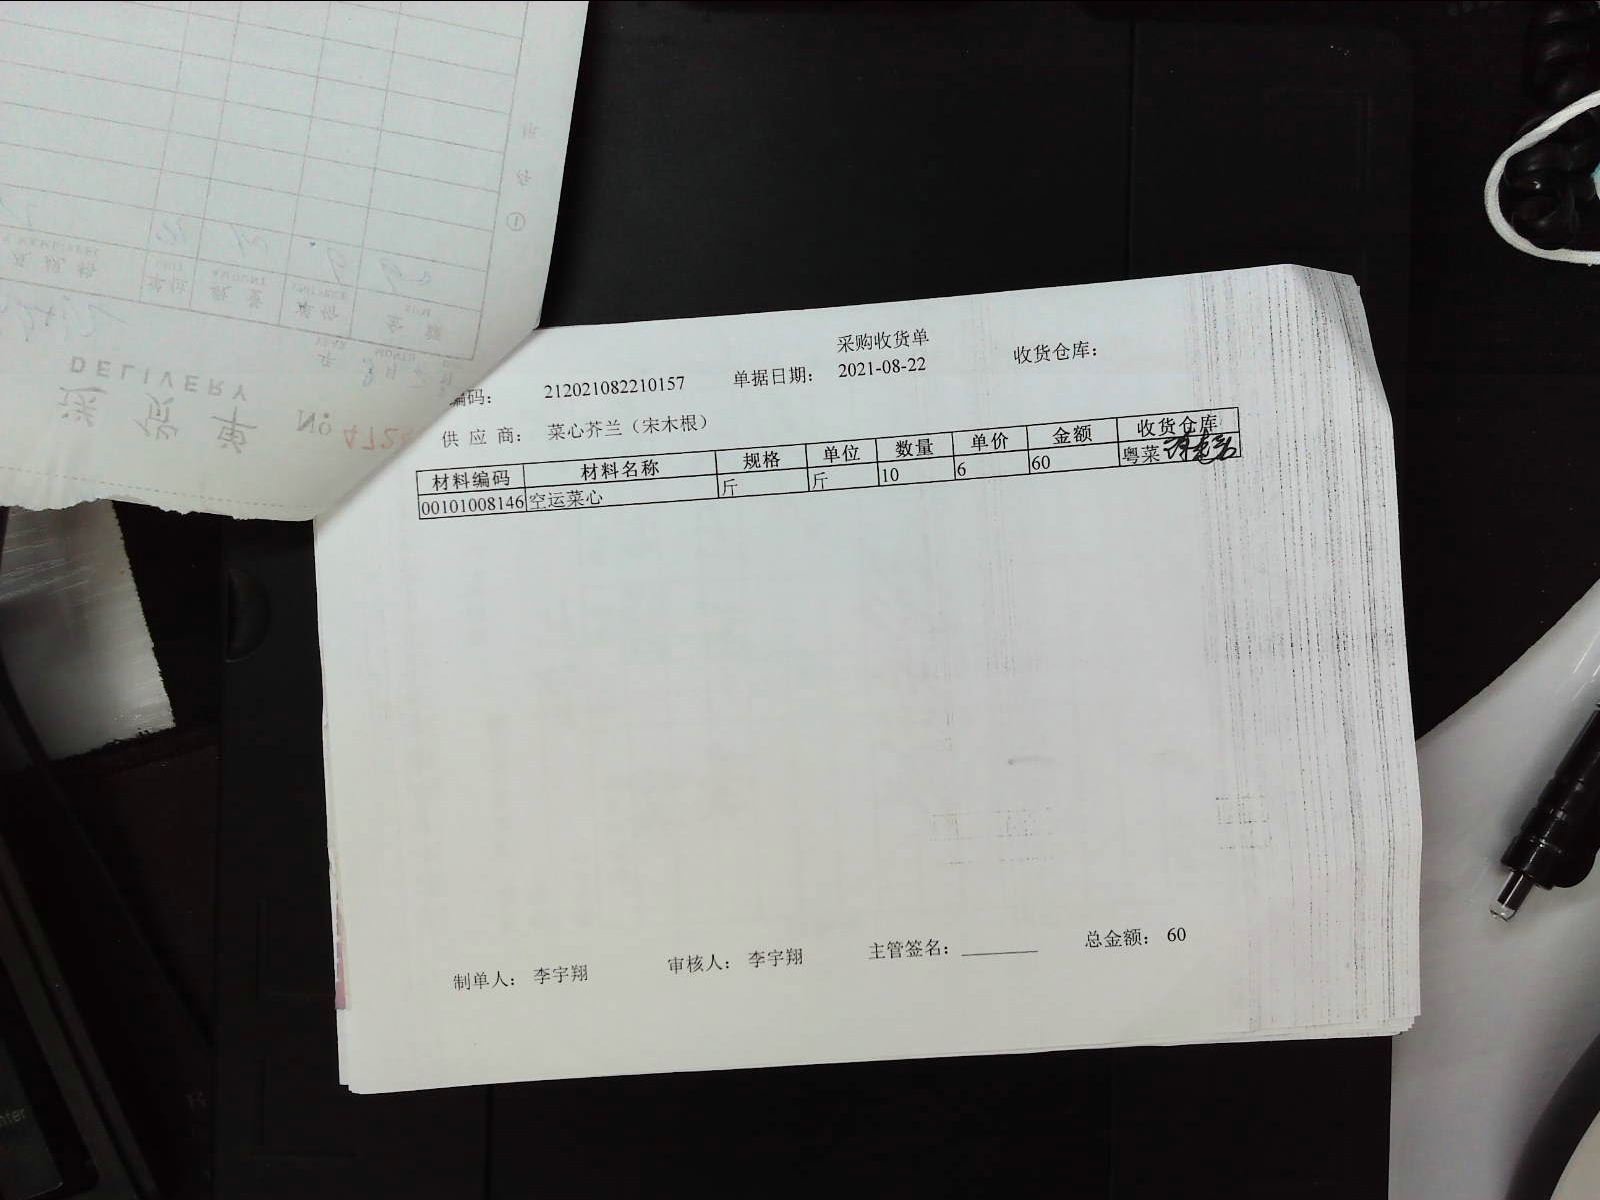 采购收货单
编码： 212021082210157 单据日期： 2021-08-22 收货仓库：
供 应 商： 菜心芥兰（宋木根）
材料编码 材料名称 规格 单位 数量 单价 金额 收货仓库
00101008146 空运菜心 斤 斤 10 6 60 粤菜
制单人： 李宇翔 审核人： 李宇翔 主管签名： 总金额： 60
DELIVERY
送货单 No